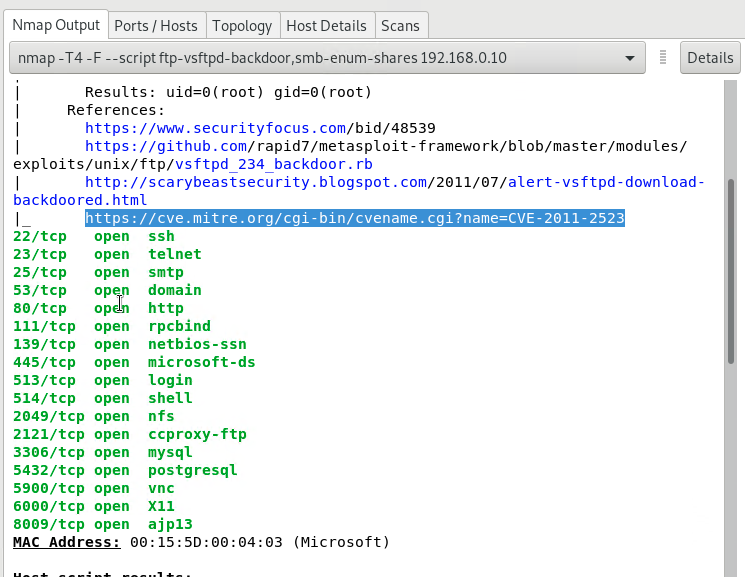 Nmap Output Ports / Hosts Topology Host Details Scans
nmap -T4 -F --script ftp-vsftpd-backdoor,smb-enum-shares 192.168.0.10 Details
| Results: uid=0(root) gid=0(root)
| References:
| https://www.securityfocus.com/bid/48539
| https://github.com/rapid7/metasploit-framework/blob/master/modules/
exploits/unix/ftp/vsftpd_234_backdoor.rb
| http://scarybeastsecurity.blogspot.com/2011/07/alert-vsftpd-download-
backdoored.html
|_ https://cve.mitre.org/cgi-bin/cvename.cgi?name=CVE-2011-2523
22/tcp open ssh
23/tcp open telnet
25/tcp open smtp
53/tcp open domain
80/tcp open http
111/tcp open rpcbind
139/tcp open netbios-ssn
445/tcp open microsoft-ds
513/tcp open login
514/tcp open shell
2049/tcp open nfs
2121/tcp open ccproxy-ftp
3306/tcp open mysql
5432/tcp open postgresql
5900/tcp open vnc
6000/tcp open X11
8009/tcp open ajp13
MAC Address: 00:15:5D:00:04:03 (Microsoft)
Host script results: